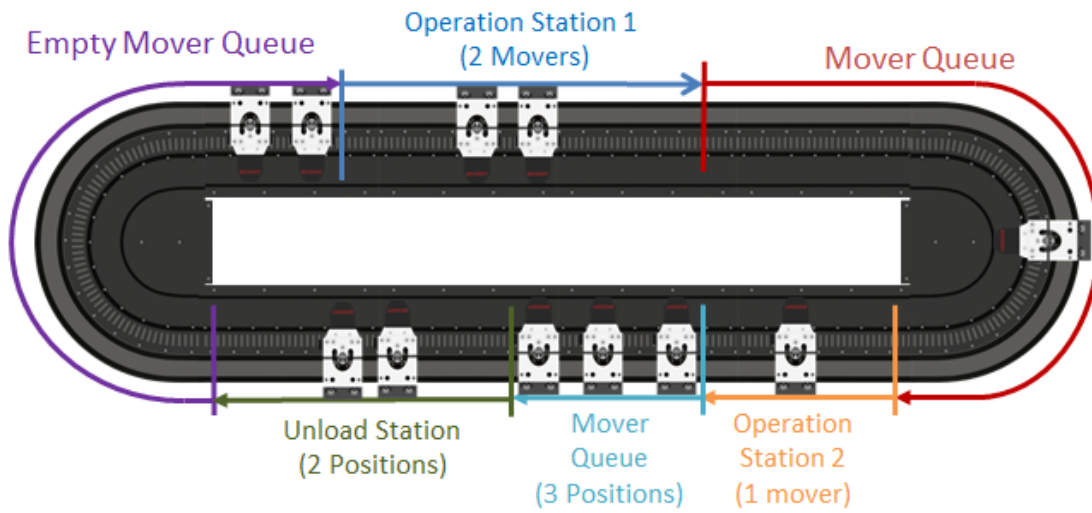 Empty Mover Queue
Operation Station 1
(2 Movers)
Mover Queue
Unload Station
(2 Positions)
Mover
Queue
(3 Positions)
Operation
Station 2
(1 mover)